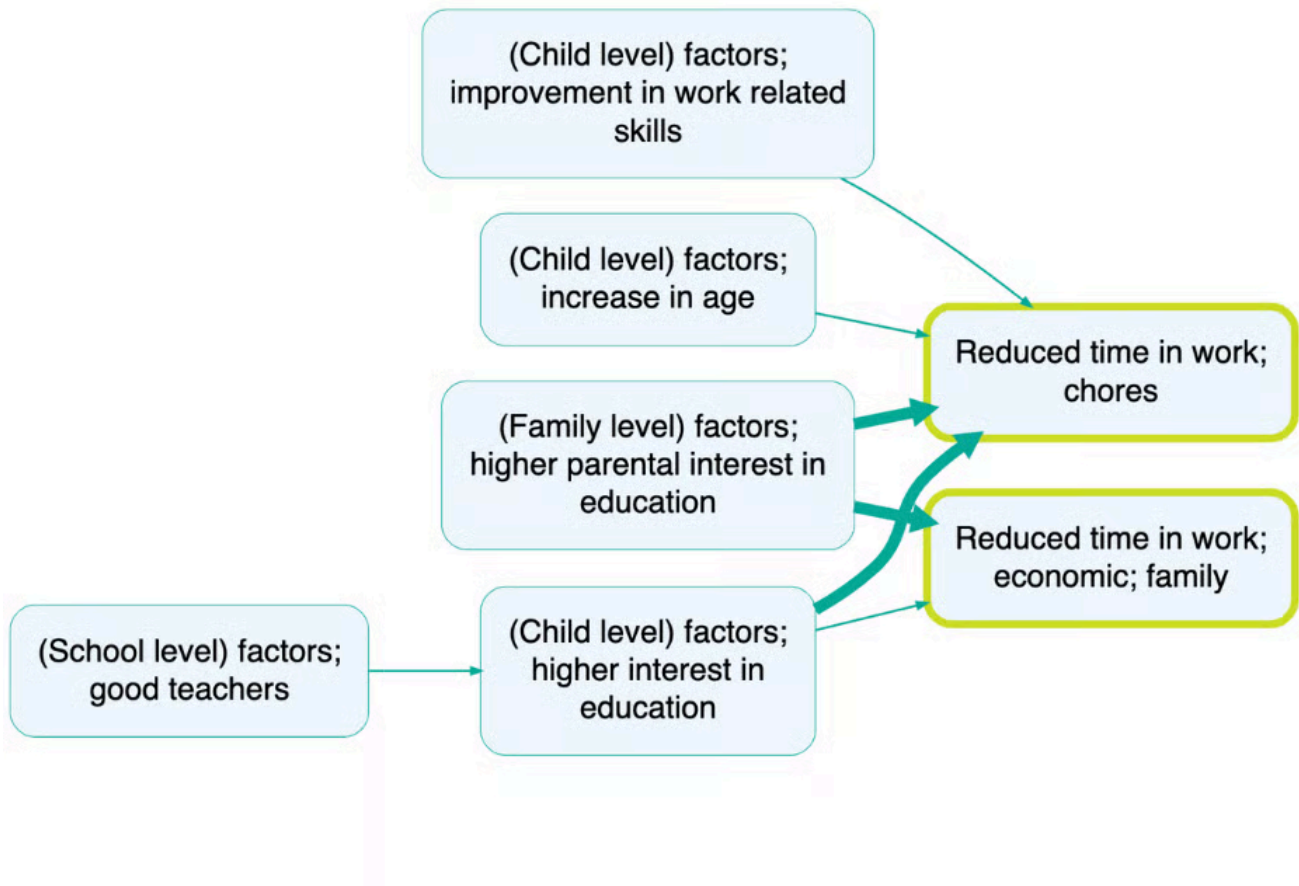 (Child level) factors;
improvement in work related
skills
(Child level) factors;
increase in age
Reduced time in work;
chores
(Family level) factors;
higher parental interest in
education
Reduced time in work;
economic; family
(School level) factors;
good teachers
(Child level) factors;
higher interest in
education